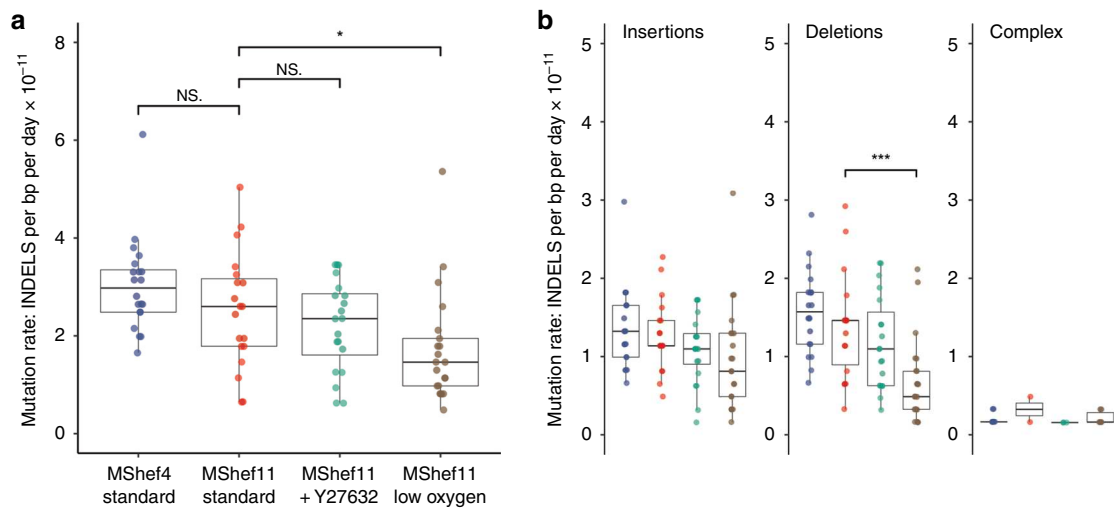 a
Mutation rate: INDELS per bp per day × 10⁻¹¹
8
6
4
2
0
*
NS.
NS.
MShef4 standard
MShef11 standard
MShef11 + Y27632
MShef11 low oxygen
b
Mutation rate: INDELS per bp per day × 10⁻¹¹
Insertions
5
4
3
2
1
0
Deletions
5
4
3
2
1
0
***
Complex
5
4
3
2
1
0